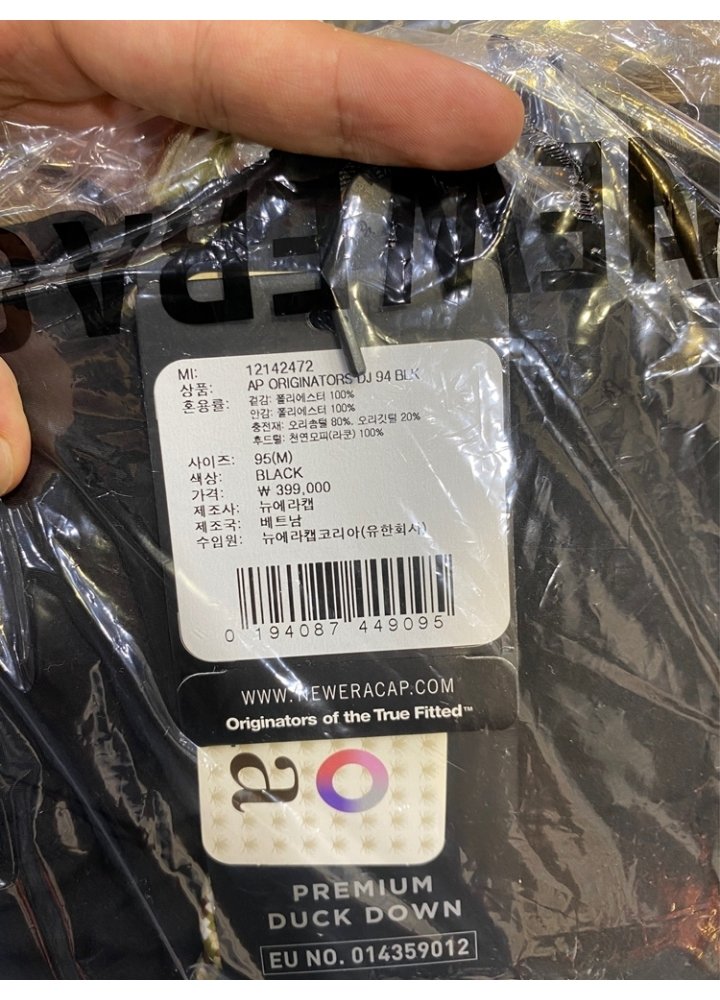 NEW ERA C
MI: 12142472
상품: AP ORIGINATORS DJ 94 BLK
혼용률: 겉감: 폴리에스터 100%
안감: 폴리에스터 100%
충전재: 오리솜털 80%, 오리깃털 20%
후드털: 천연모피(라쿤) 100%
사이즈: 95(M)
색상: BLACK
가격: ₩ 399,000
제조사: 뉴에라캡
제조국: 베트남
수입원: 뉴에라캡코리아(유한회사)
0 194087 449095
WWW.NEWERACAP.COM
Originators of the True Fitted™
a
PREMIUM
DUCK DOWN
EU NO. 014359012